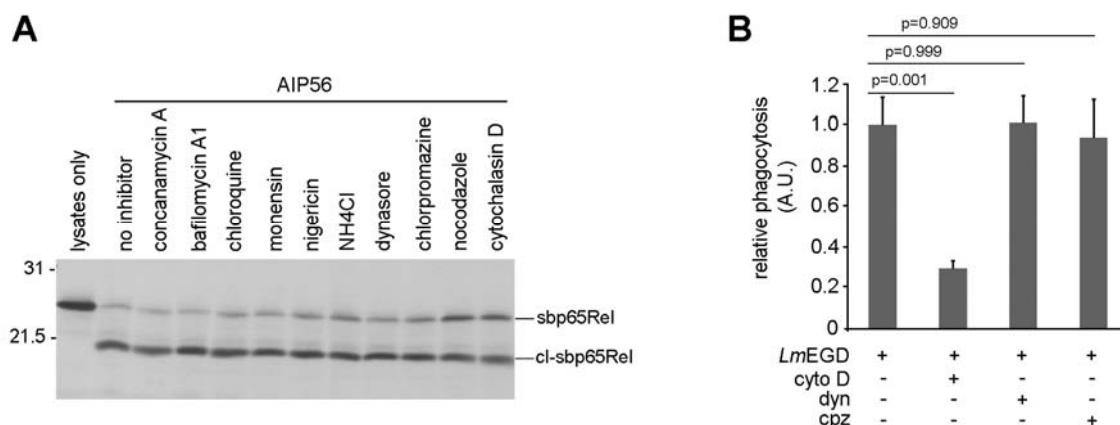 A
AIP56
lysates only
no inhibitor
concanamycin A
bafilomycin A1
chloroquine
monensin
nigericin
NH4Cl
dynasore
chlorpromazine
nocodazole
cytochalasin D
31 -
21.5 -
sbp65Rel
cl-sbp65Rel
B
p=0.909
p=0.999
p=0.001
relative phagocytosis
(A.U.)
1.2
1.0
0.8
0.6
0.4
0.2
0
LmEGD + + + +
cyto D - + - -
dyn - - + -
cpz - - - +